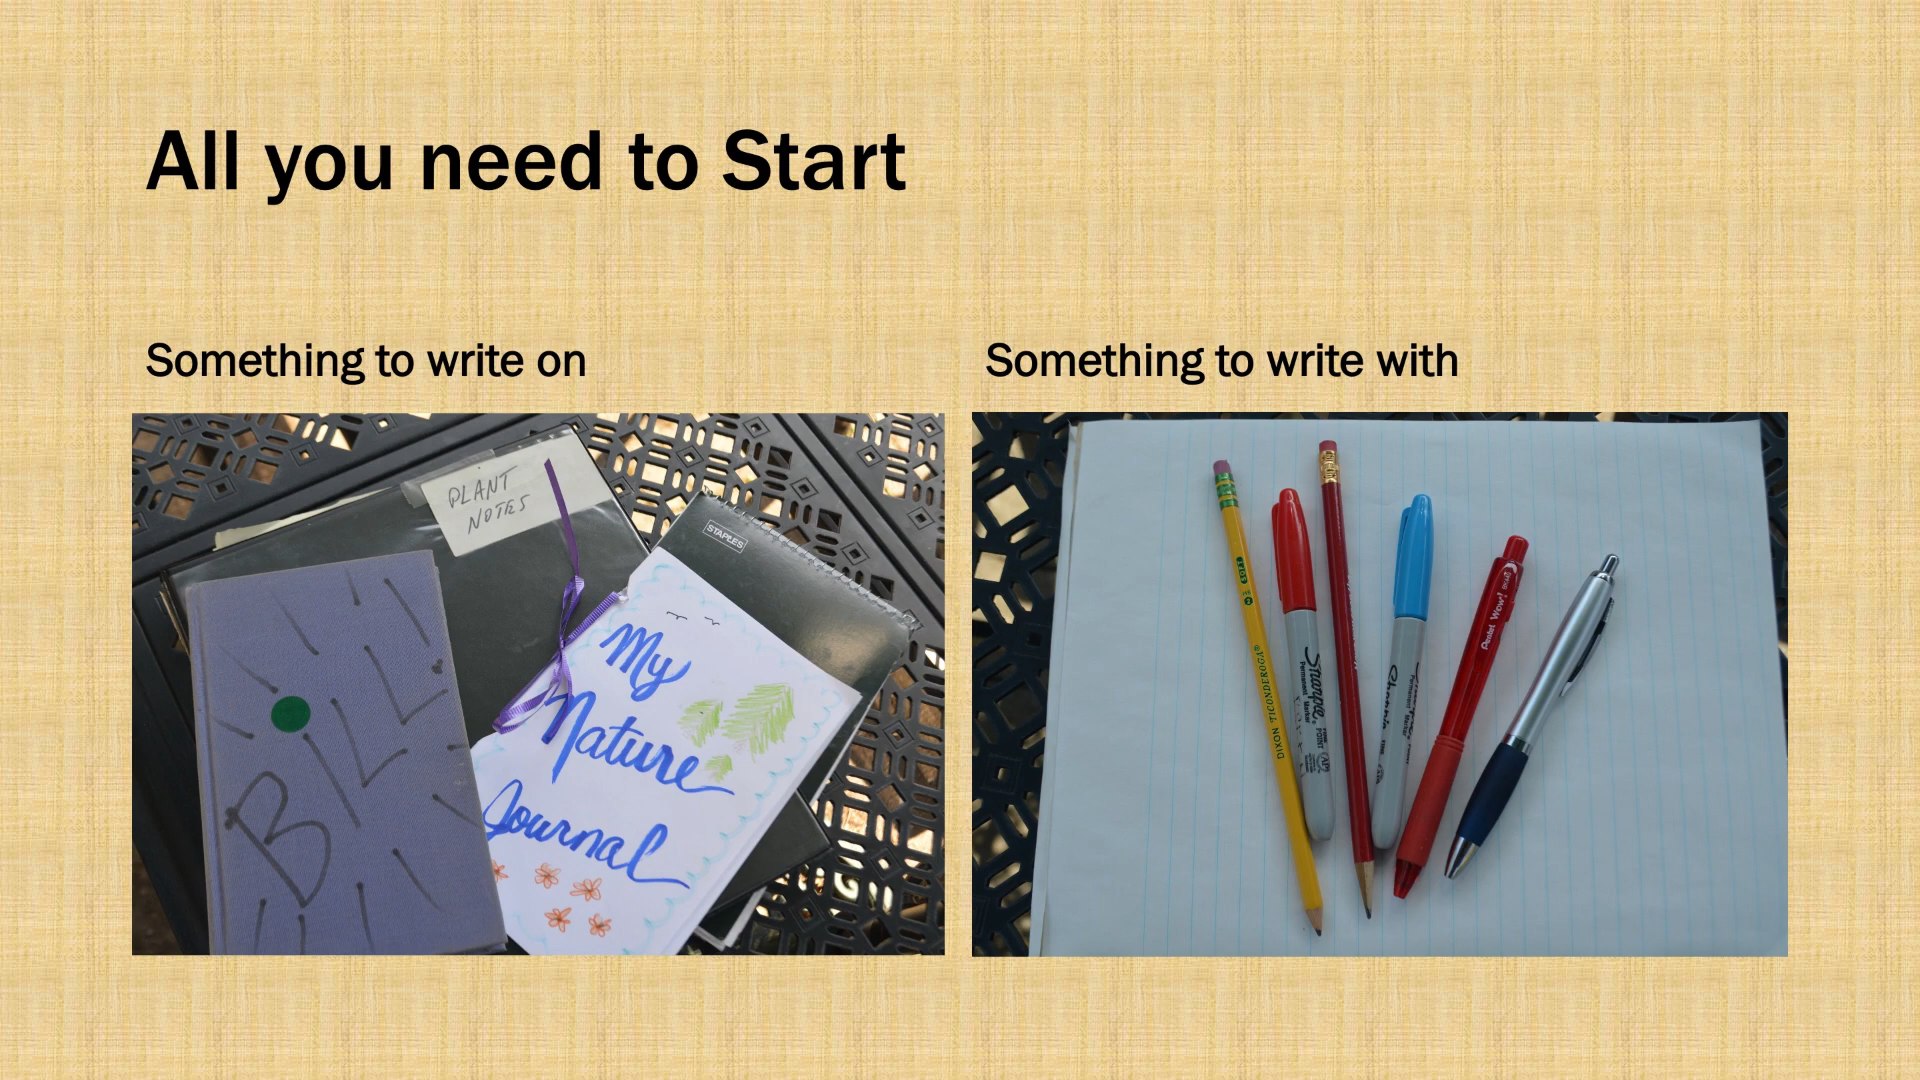 All you need to Start
Something to write on
Something to write with
PLANT
NOTES
STAPLES
BILL
My
Nature
Journal
DIXON TICONDEROGA®
SOFT
Sharpie
Permanent Marker
Sharpie
Permanent Marker
Pentel Wow!